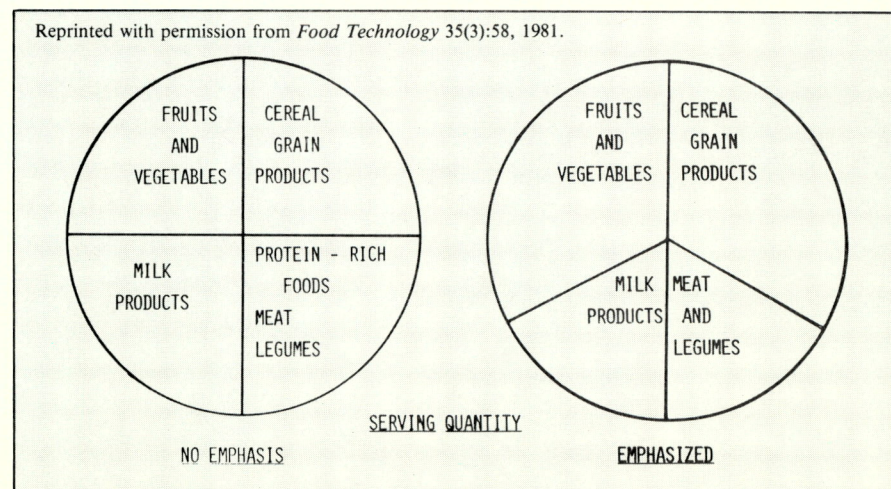 Reprinted with permission from Food Technology 35(3):58, 1981.
FRUITS
AND
VEGETABLES
CEREAL
GRAIN
PRODUCTS
MILK
PRODUCTS
PROTEIN - RICH
FOODS
MEAT
LEGUMES
FRUITS
AND
VEGETABLES
CEREAL
GRAIN
PRODUCTS
MILK
PRODUCTS
MEAT
AND
LEGUMES
SERVING QUANTITY
NO EMPHASIS
EMPHASIZED